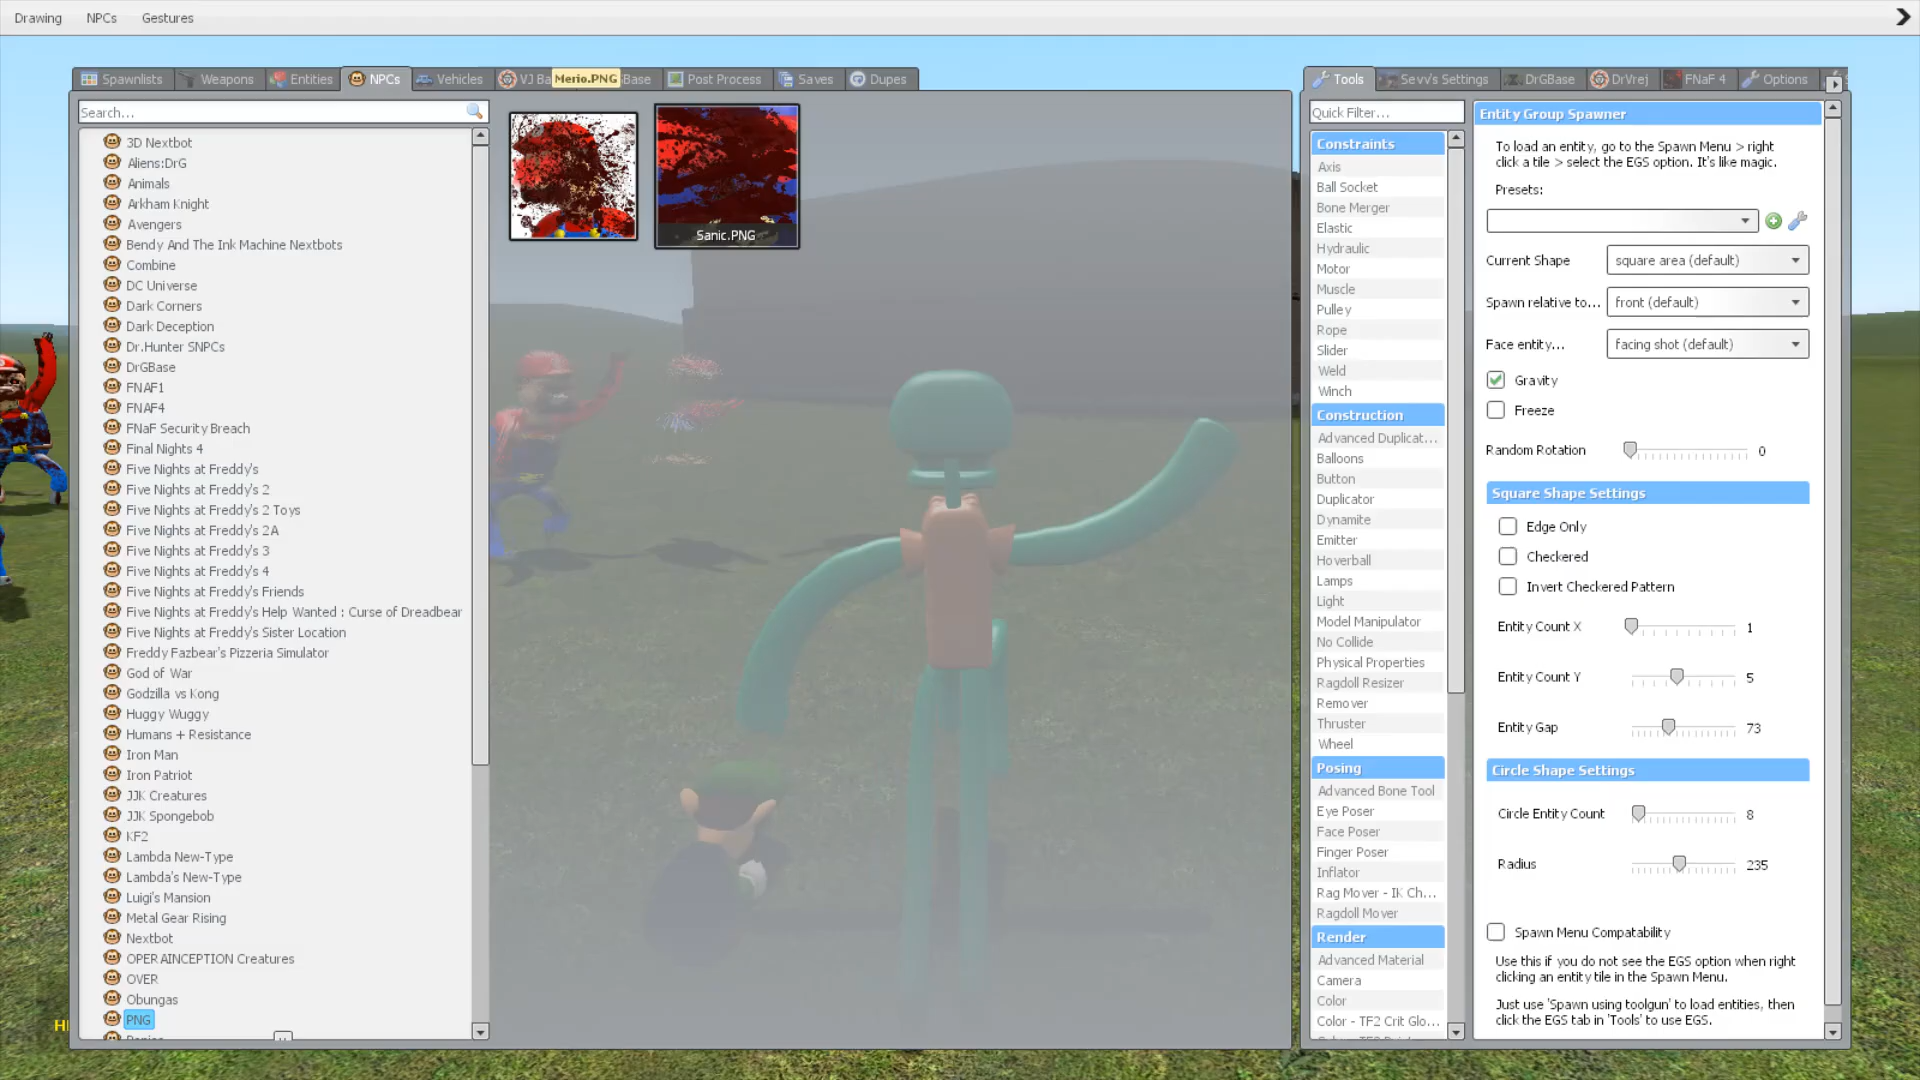 Drawing NPCs Gestures
Spawnlists Weapons Entities NPCs Vehicles VJ Ba Merio.PNG Base Post Process Saves Dupes
Tools Sevv's Settings DrGBase DrVrej FNaF 4 Options
Search...
3D Nextbot
Aliens:DrG
Animals
Arkham Knight
Avengers
Bendy And The Ink Machine Nextbots
Combine
DC Universe
Dark Corners
Dark Deception
Dr.Hunter SNPCs
DrGBase
FNAF1
FNAF4
FNaF Security Breach
Final Nights 4
Five Nights at Freddy's
Five Nights at Freddy's 2
Five Nights at Freddy's 2 Toys
Five Nights at Freddy's 2A
Five Nights at Freddy's 3
Five Nights at Freddy's 4
Five Nights at Freddy's Friends
Five Nights at Freddy's Help Wanted : Curse of Dreadbear
Five Nights at Freddy's Sister Location
Freddy Fazbear's Pizzeria Simulator
God of War
Godzilla vs Kong
Huggy Wuggy
Humans + Resistance
Iron Man
Iron Patriot
JJK Creatures
JJK Spongebob
KF2
Lambda New-Type
Lambda's New-Type
Luigi's Mansion
Metal Gear Rising
Nextbot
OPERAINCEPTION Creatures
OVER
Obungas
PNG
Sanic.PNG
Quick Filter...
Constraints
Axis
Ball Socket
Bone Merger
Elastic
Hydraulic
Motor
Muscle
Pulley
Rope
Slider
Weld
Winch
Construction
Advanced Duplicat...
Balloons
Button
Duplicator
Dynamite
Emitter
Hoverball
Lamps
Light
Model Manipulator
No Collide
Physical Properties
Ragdoll Resizer
Remover
Thruster
Wheel
Posing
Advanced Bone Tool
Eye Poser
Face Poser
Finger Poser
Inflator
Rag Mover - IK Ch...
Ragdoll Mover
Render
Advanced Material
Camera
Color
Color - TF2 Crit Glo...
Entity Group Spawner
To load an entity, go to the Spawn Menu > right
click a tile > select the EGS option. It's like magic.
Presets:
Current Shape square area (default)
Spawn relative to... front (default)
Face entity... facing shot (default)
Gravity
Freeze
Random Rotation 0
Square Shape Settings
Edge Only
Checkered
Invert Checkered Pattern
Entity Count X 1
Entity Count Y 5
Entity Gap 73
Circle Shape Settings
Circle Entity Count 8
Radius 235
Spawn Menu Compatability
Use this if you do not see the EGS option when right
clicking an entity tile in the Spawn Menu.
Just use 'Spawn using toolgun' to load entities, then
click the EGS tab in 'Tools' to use EGS.